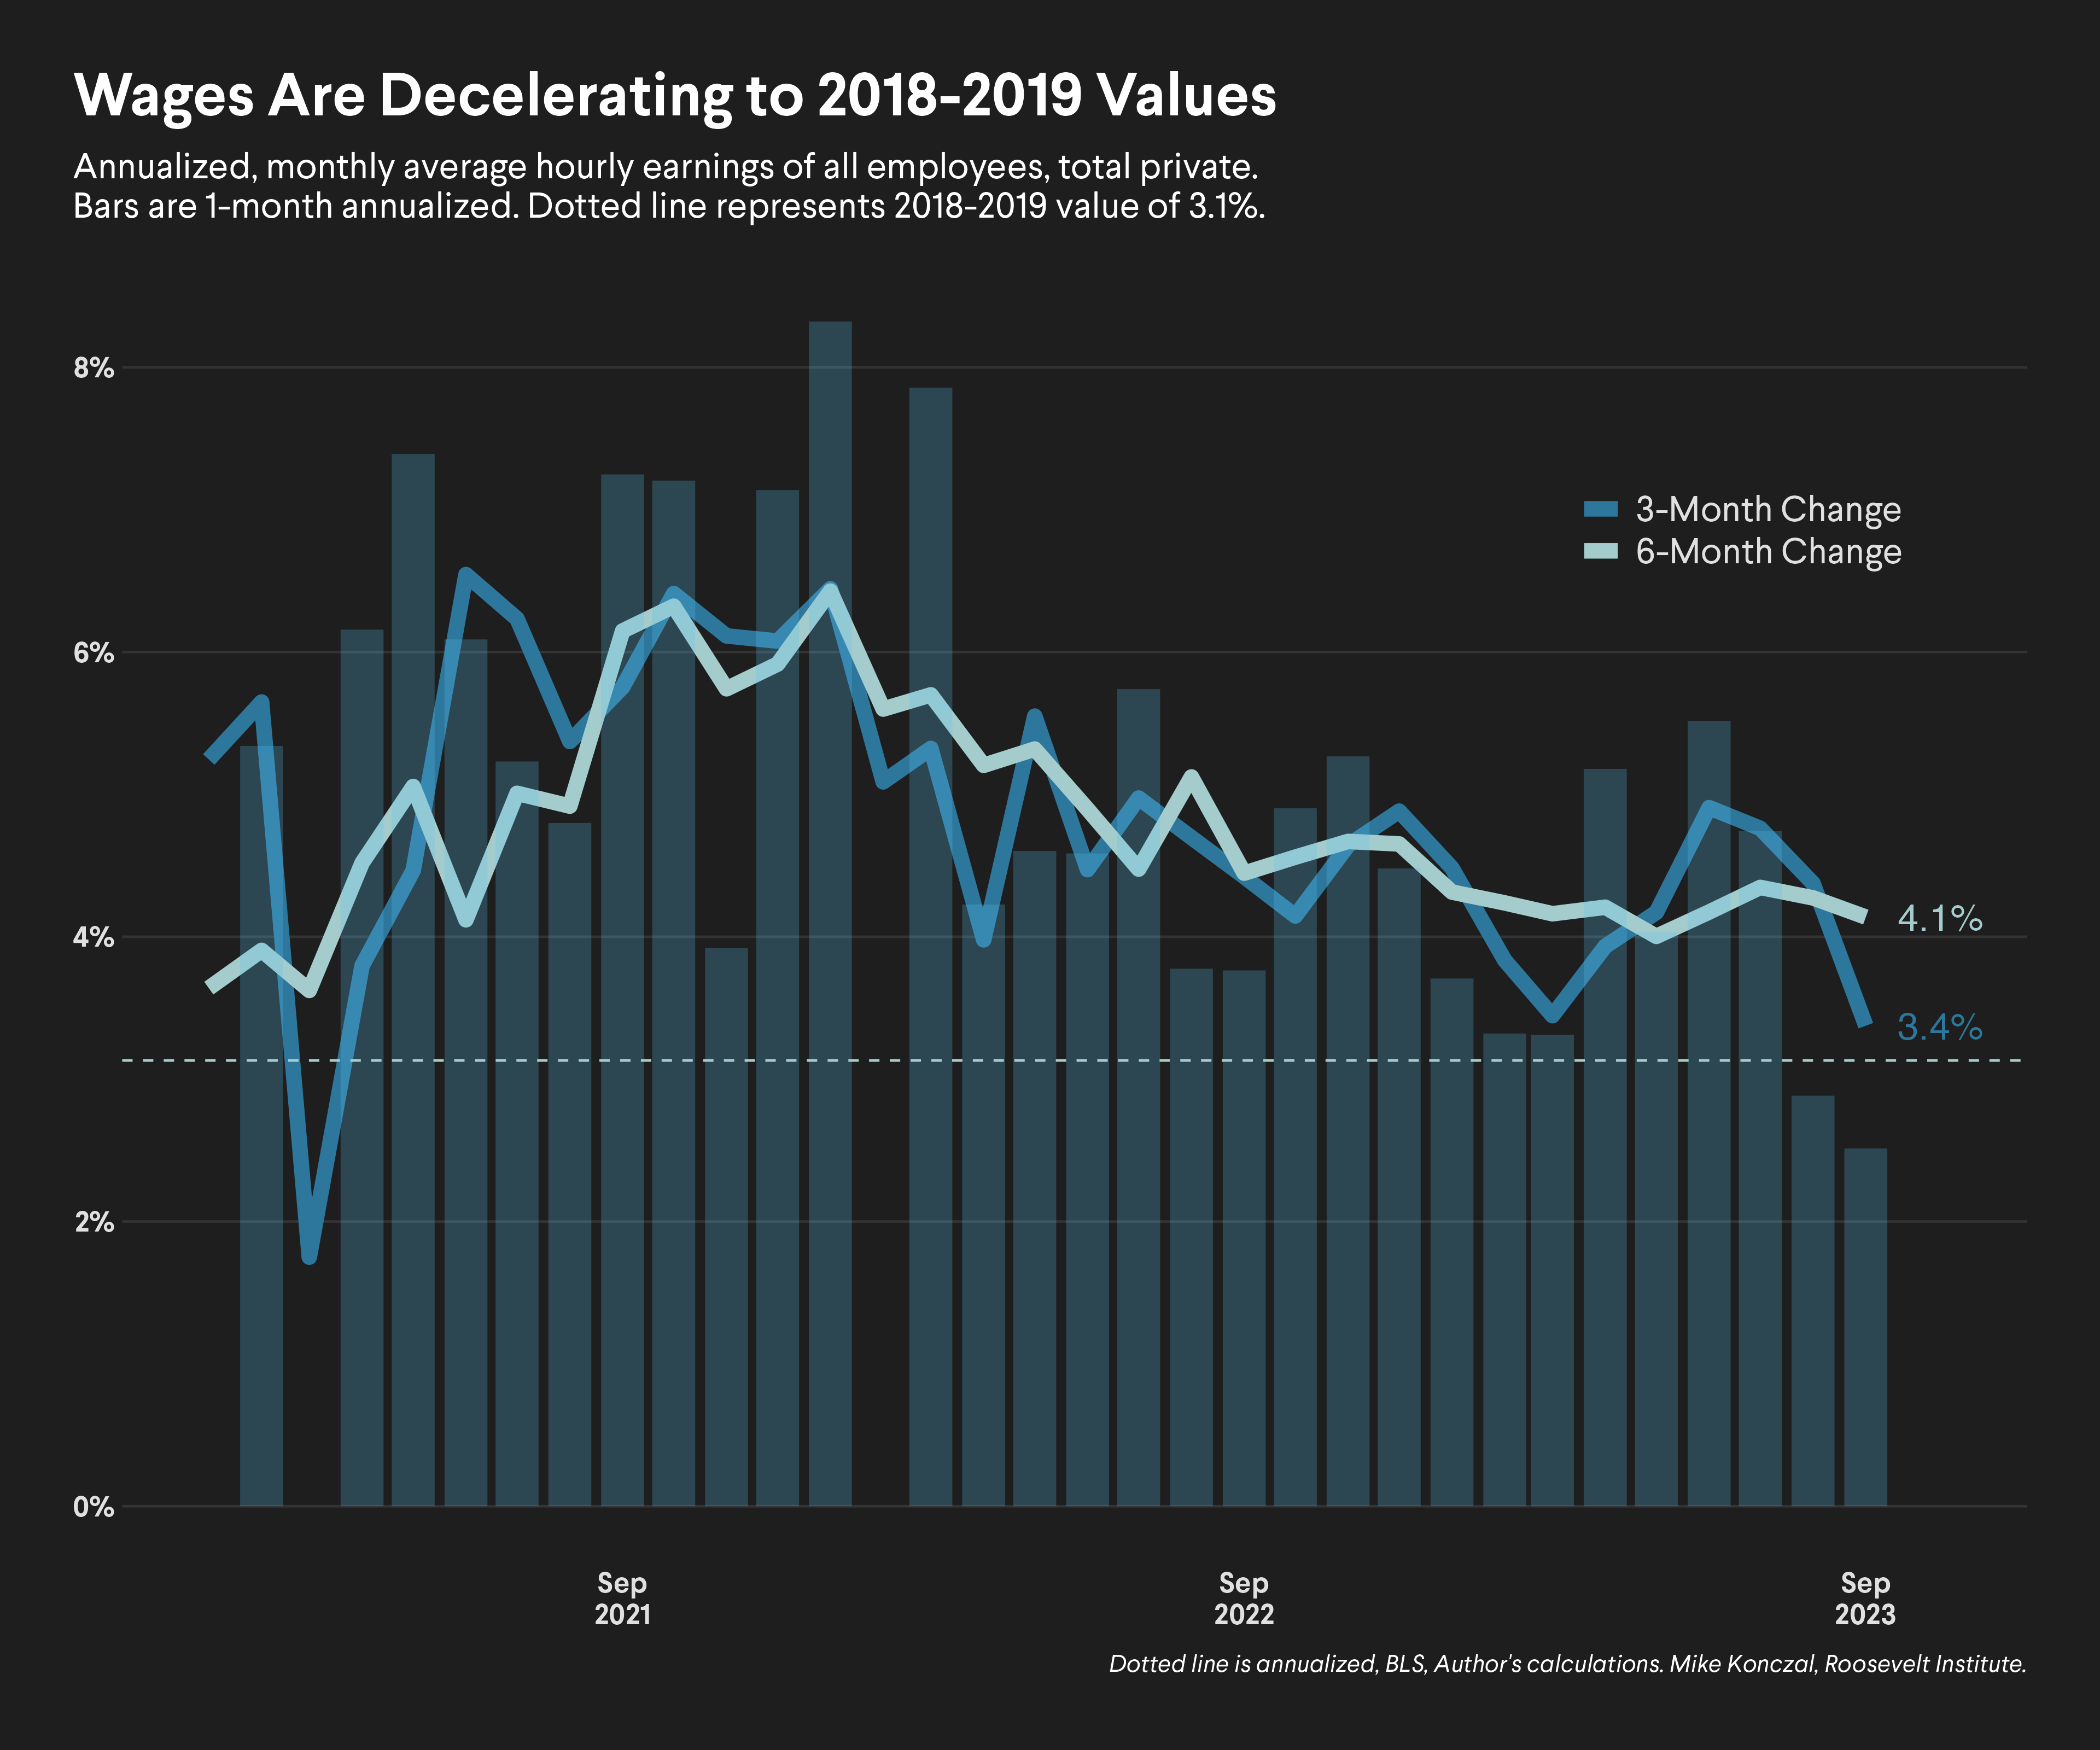 Wages Are Decelerating to 2018-2019 Values
Annualized, monthly average hourly earnings of all employees, total private.
Bars are 1-month annualized. Dotted line represents 2018-2019 value of 3.1%.
8%
3-Month Change
6-Month Change
6%
4%
4.1%
3.4%
2%
0%
Sep
2021
Sep
2022
Sep
2023
Dotted line is annualized, BLS, Author's calculations. Mike Konczal, Roosevelt Institute.